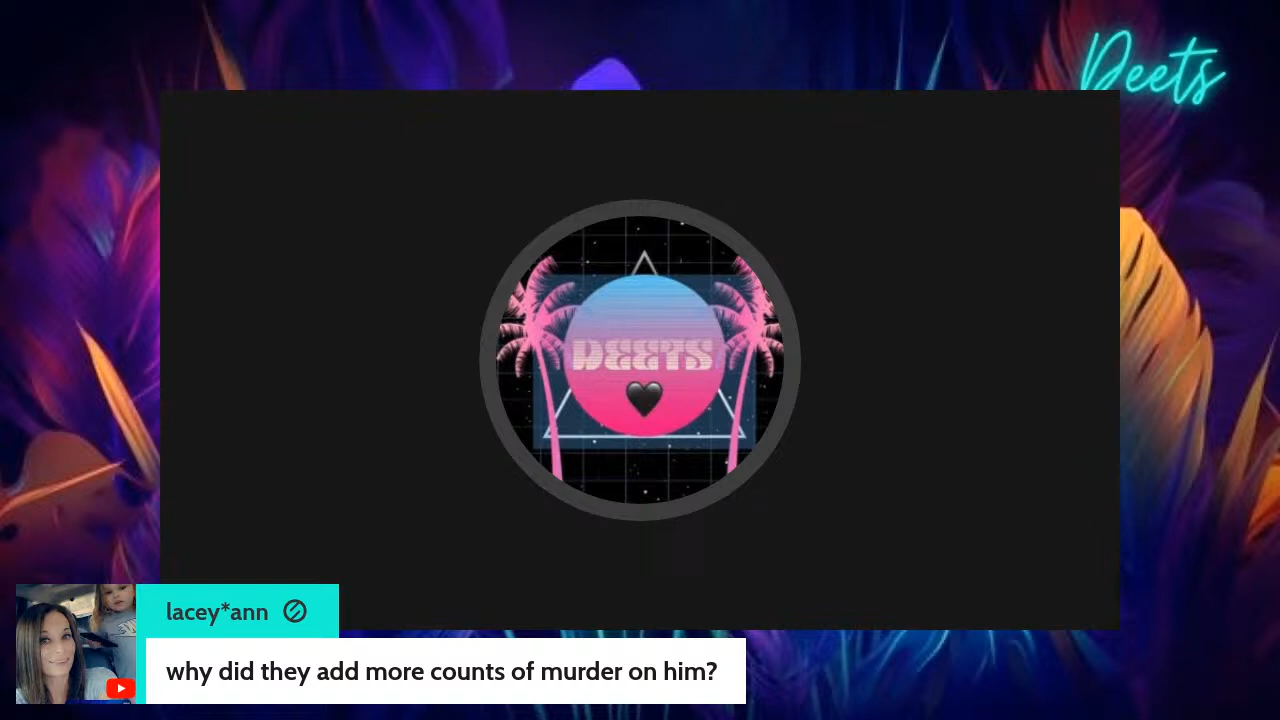 Deets
DEETS
lacey*ann
why did they add more counts of murder on him?